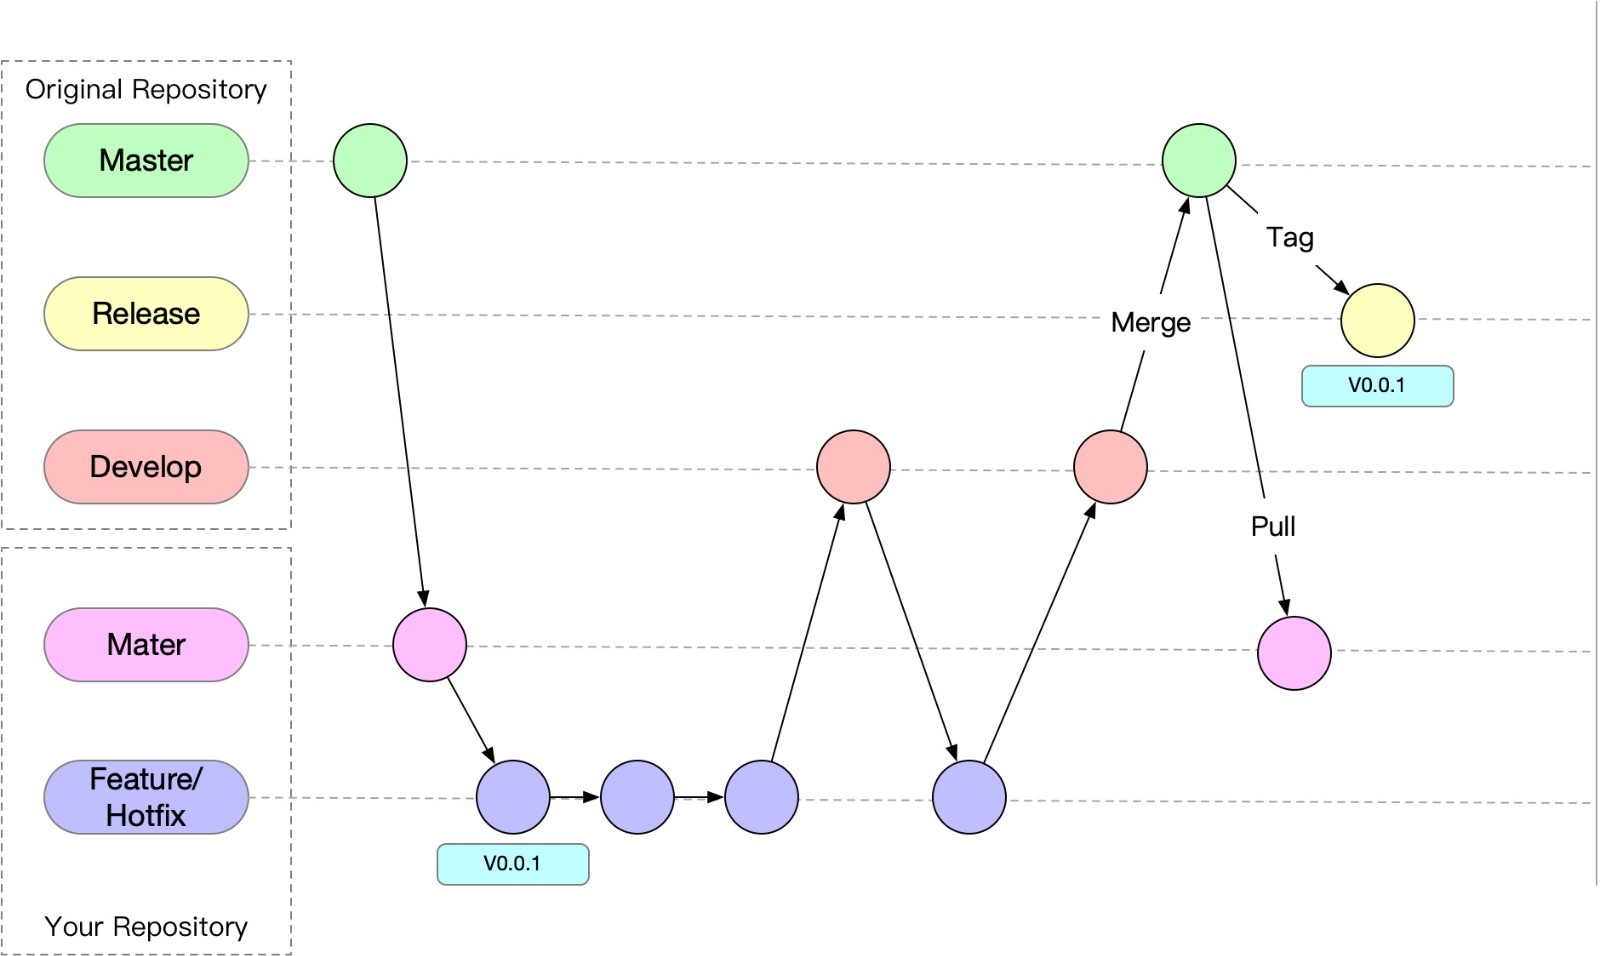 Original Repository
Master
Tag
Release
Merge
V0.0.1
Develop
Pull
Mater
Feature/
Hotfix
V0.0.1
Your Repository